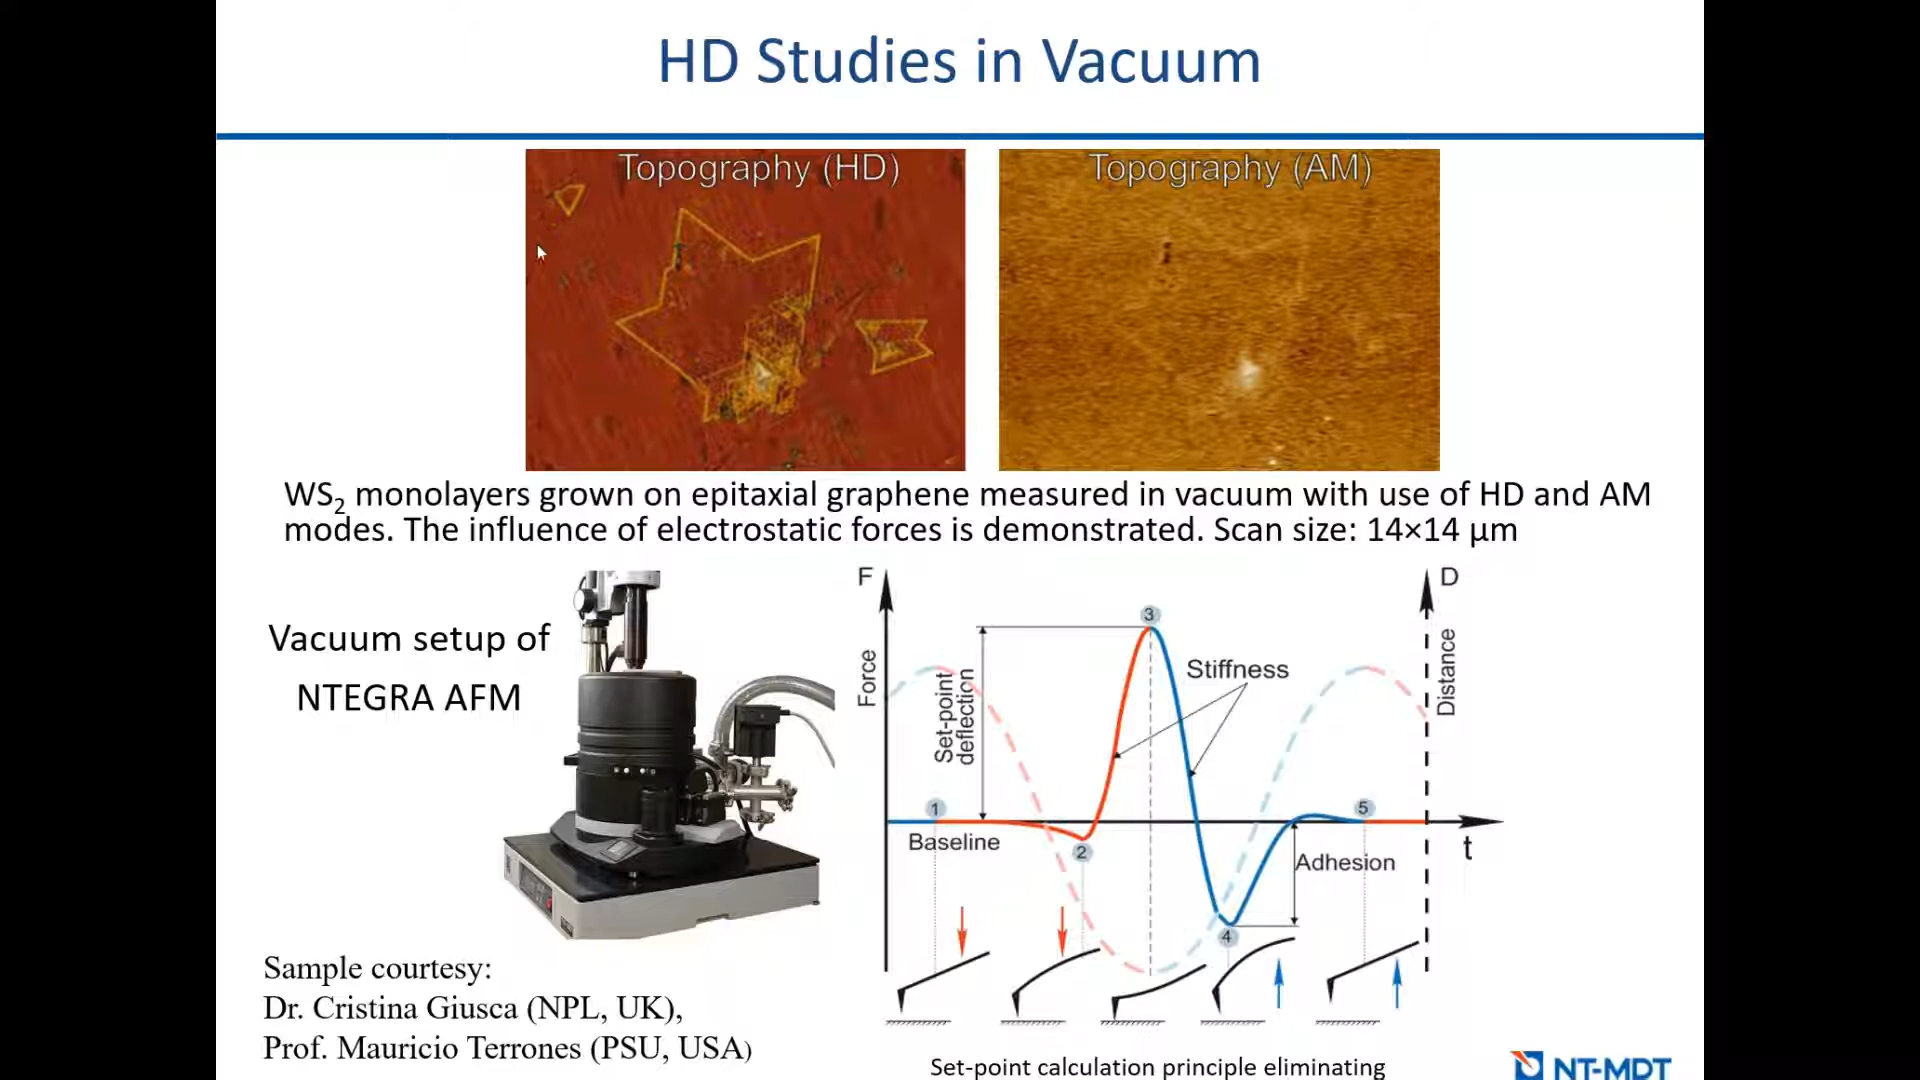 HD Studies in Vacuum
Topography (HD)
Topography (AM)
WS2 monolayers grown on epitaxial graphene measured in vacuum with use of HD and AM
modes. The influence of electrostatic forces is demonstrated. Scan size: 14×14 µm
Vacuum setup of
NTEGRA AFM
F
D
Force
Set-point
deflection
3
Stiffness
Distance
1
5
Baseline
2
t
Adhesion
4
Sample courtesy:
Dr. Cristina Giusca (NPL, UK),
Prof. Mauricio Terrones (PSU, USA)
Set-point calculation principle eliminating
NT-MDT